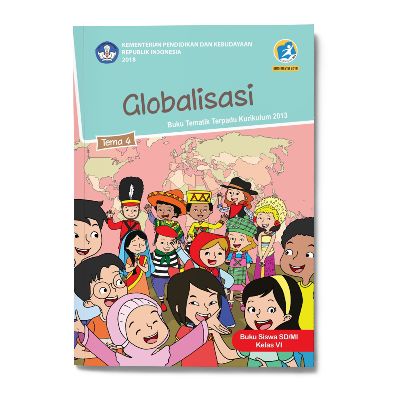 KEMENTERIAN PENDIDIKAN DAN KEBUDAYAAN
REPUBLIK INDONESIA
2018
Globalisasi
Buku Tematik Terpadu Kurikulum 2013
Tema 4
Buku Siswa SD/MI
Kelas VI